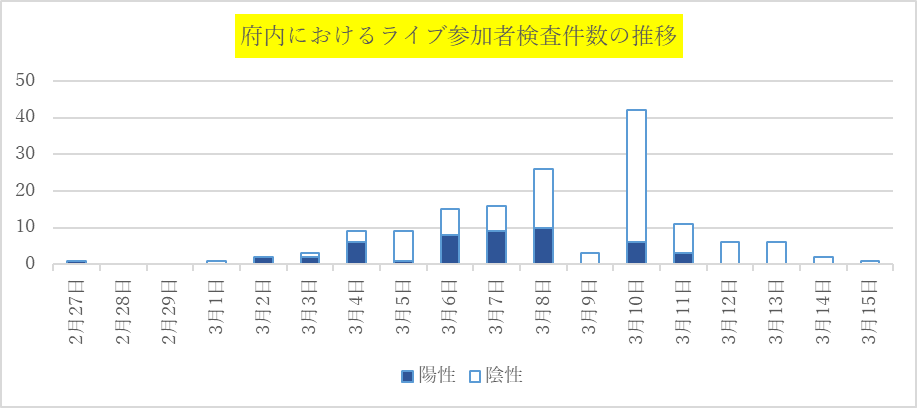 府内におけるライブ参加者検査件数の推移
50
40
30
20
10
0
2月27日
2月28日
2月29日
3月1日
3月2日
3月3日
3月4日
3月5日
3月6日
3月7日
3月8日
3月9日
3月10日
3月11日
3月12日
3月13日
3月14日
3月15日
陽性 陰性